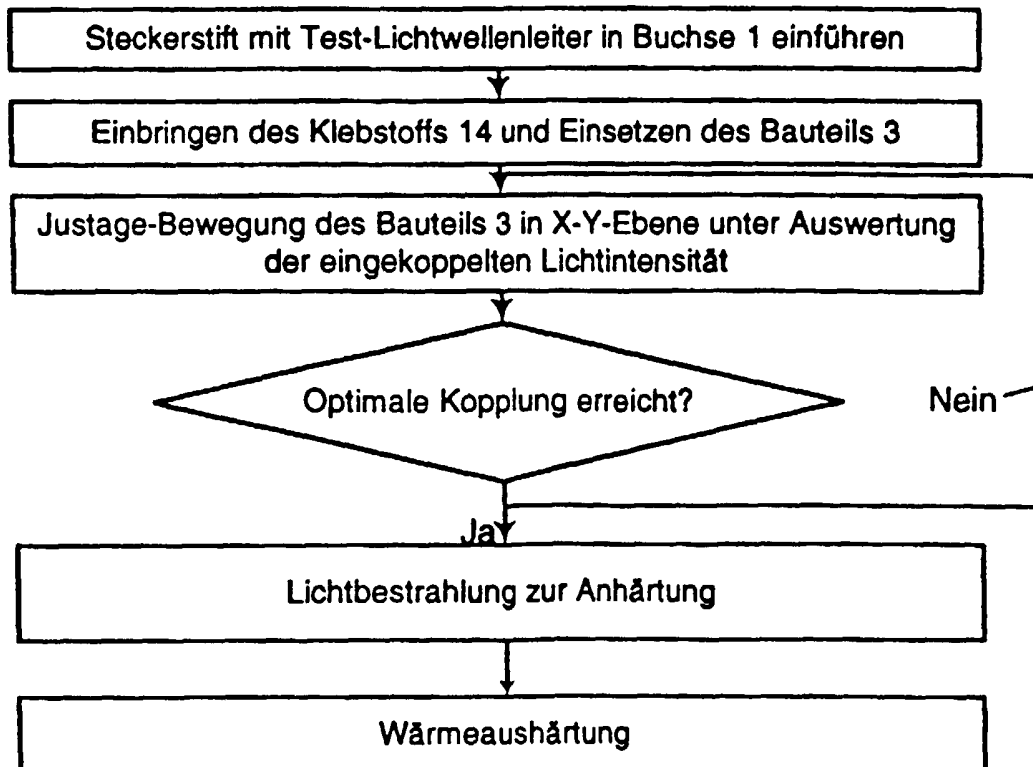 Steckerstift mit Test-Lichtwellenleiter in Buchse 1 einführen
Einbringen des Klebstoffs 14 und Einsetzen des Bauteils 3
Justage-Bewegung des Bauteils 3 in X-Y-Ebene unter Auswertung
der eingekoppelten Lichtintensität
Optimale Kopplung erreicht?
Nein
Ja
Lichtbestrahlung zur Anhärtung
Wärmeaushärtung